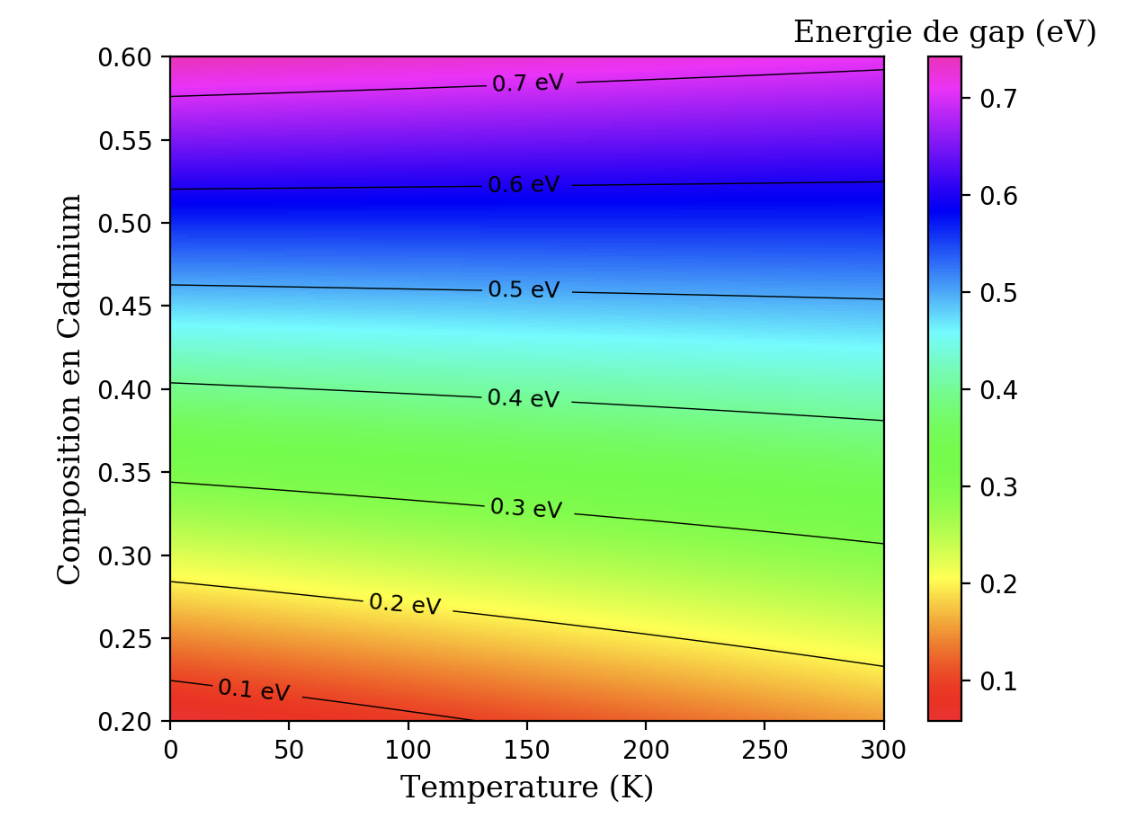 Energie de gap (eV)
0.60
0.55
0.50
0.45
0.40
0.35
0.30
0.25
0.20
Composition en Cadmium
0.7 eV
0.6 eV
0.5 eV
0.4 eV
0.3 eV
0.2 eV
0.1 eV
0.7
0.6
0.5
0.4
0.3
0.2
0.1
0 50 100 150 200 250 300
Temperature (K)